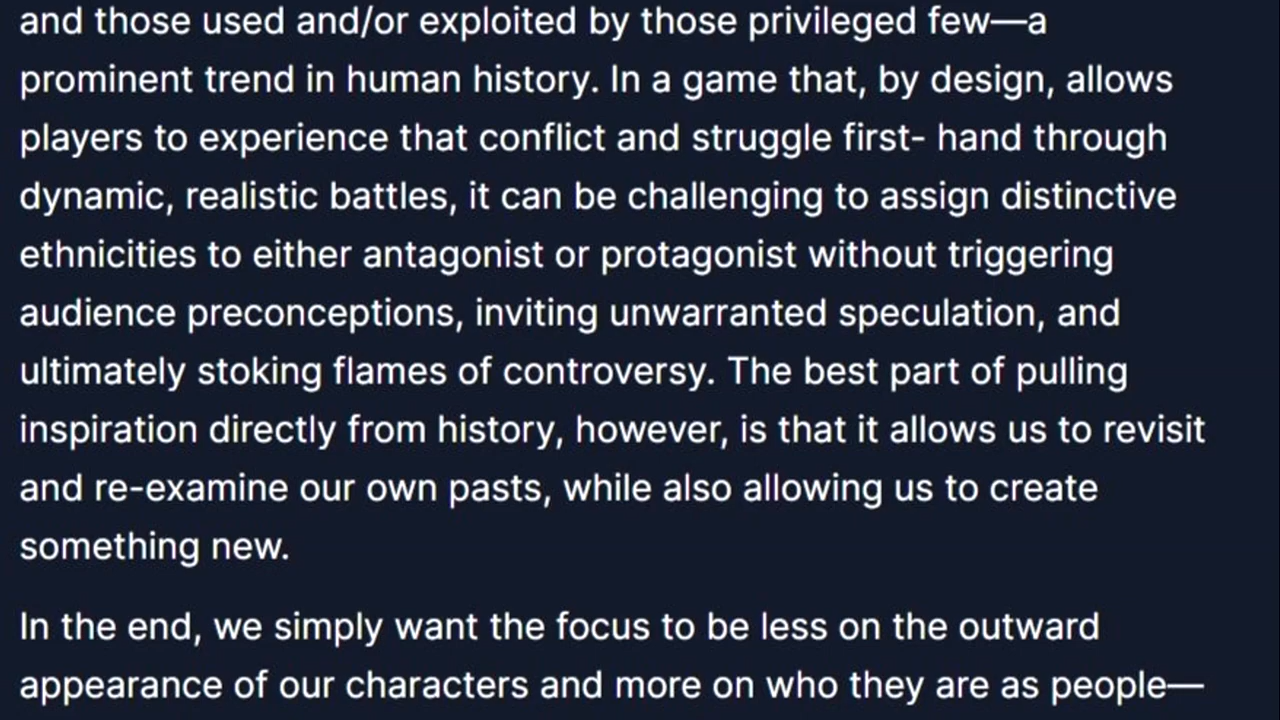 and those used and/or exploited by those privileged few—a
prominent trend in human history. In a game that, by design, allows
players to experience that conflict and struggle first- hand through
dynamic, realistic battles, it can be challenging to assign distinctive
ethnicities to either antagonist or protagonist without triggering
audience preconceptions, inviting unwarranted speculation, and
ultimately stoking flames of controversy. The best part of pulling
inspiration directly from history, however, is that it allows us to revisit
and re-examine our own pasts, while also allowing us to create
something new.
In the end, we simply want the focus to be less on the outward
appearance of our characters and more on who they are as people—